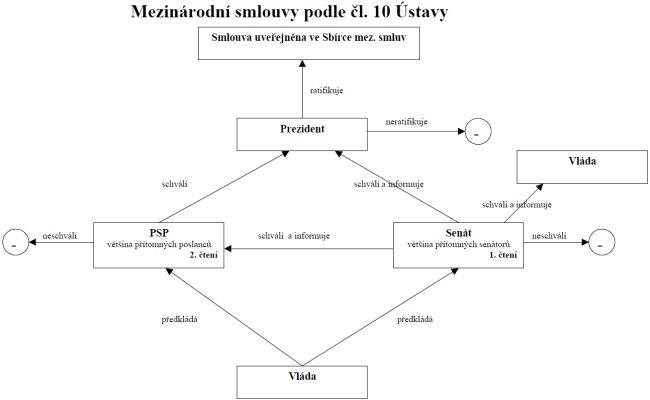 Mezinárodní smlouvy podle čl. 10 Ústavy
Smlouva uveřejněna ve Sbírce mez. smluv
ratifikuje
Prezident
neratifikuje
-
Vláda
schválí
schválí a informuje
schválí a informuje
-
neschválí
PSP
většina přítomných poslanců
2. čtení
schválí a informuje
Senát
většina přítomných senátorů
1. čtení
neschválí
-
předkládá
předkládá
Vláda